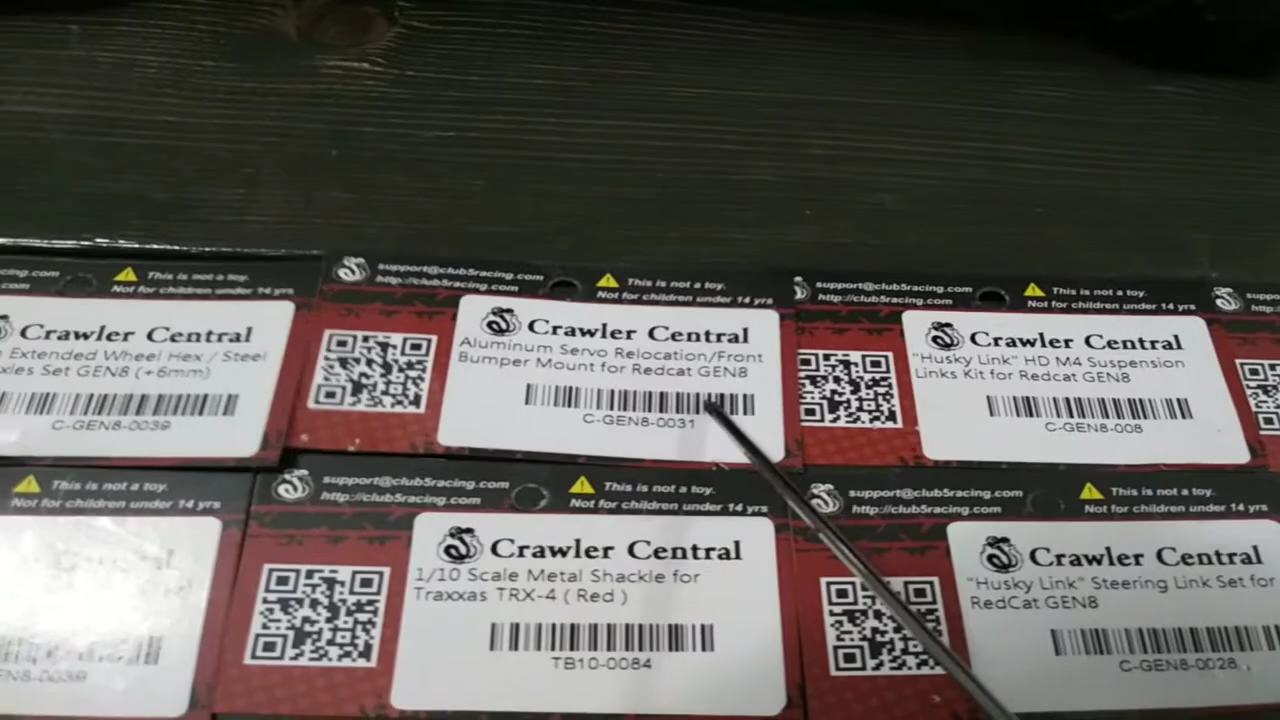 cing.com
.com
This is not a toy.
Not for children under 14 yrs
Crawler Central
Extended Wheel Hex / Steel
xles Set GEN8 (+6mm)
C-GEN8-0039
support@club5racing.com
http://club5racing.com
This is not a toy.
Not for children under 14 yrs
Crawler Central
Aluminum Servo Relocation/Front
Bumper Mount for Redcat GEN8
C-GEN8-0031
support@club5racing.com
http://club5racing.com
This is not a toy.
Not for children under 14 yrs
Crawler Central
"Husky Link" HD M4 Suspension
Links Kit for Redcat GEN8
C-GEN8-008
suppo
http:/
This is not a toy.
Not for children under 14 yrs
support@club5racing.com
http://club5racing.com
This is not a toy.
Not for children under 14 yrs
Crawler Central
1/10 Scale Metal Shackle for
Traxxas TRX-4 ( Red )
TB10-0084
support@club5racing.com
http://club5racing.com
This is not a toy.
Not for children under 14 yrs
Crawler Central
"Husky Link" Steering Link Set for
RedCat GEN8
C-GEN8-0028